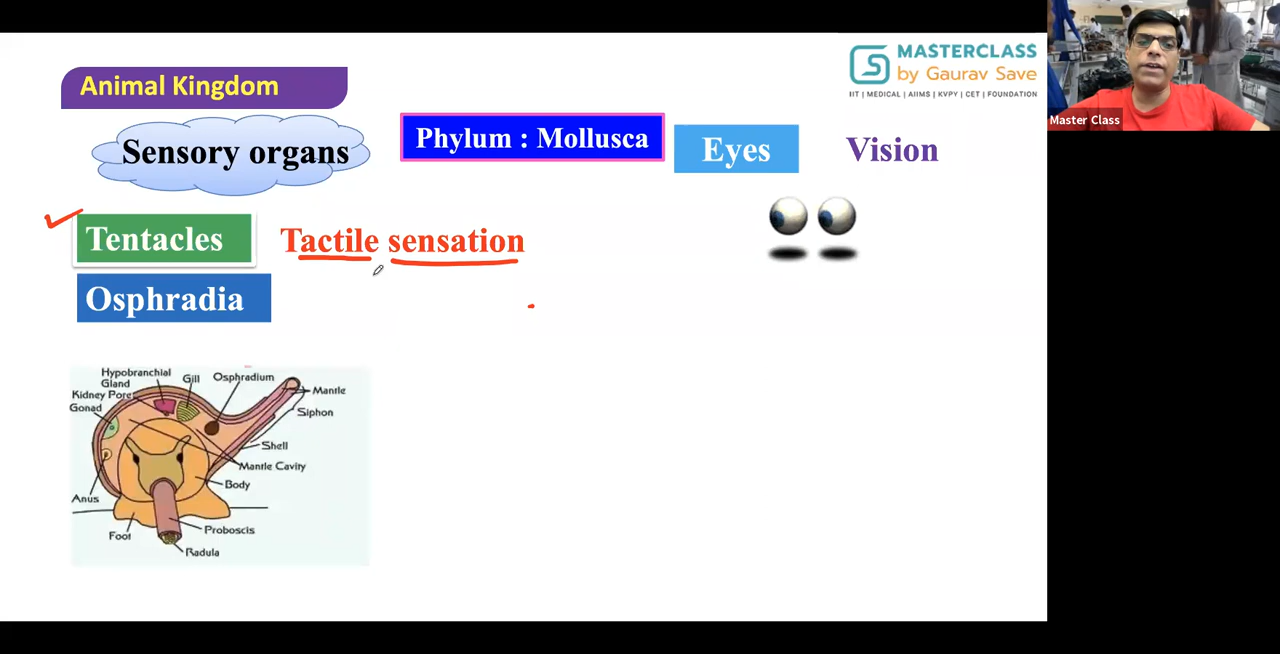 Animal Kingdom
MASTERCLASS
by Gaurav Save
IIT | MEDICAL | AIIMS | KVPY | CET | FOUNDATION
Master Class
Sensory organs
Phylum : Mollusca
Eyes
Vision
Tentacles
Tactile sensation
Osphradia
Hypobranchial
Gland
Gill
Osphradium
Kidney Pore
Gonad
Mantle
Siphon
Shell
Mantle Cavity
Body
Anus
Foot
Proboscis
Radula